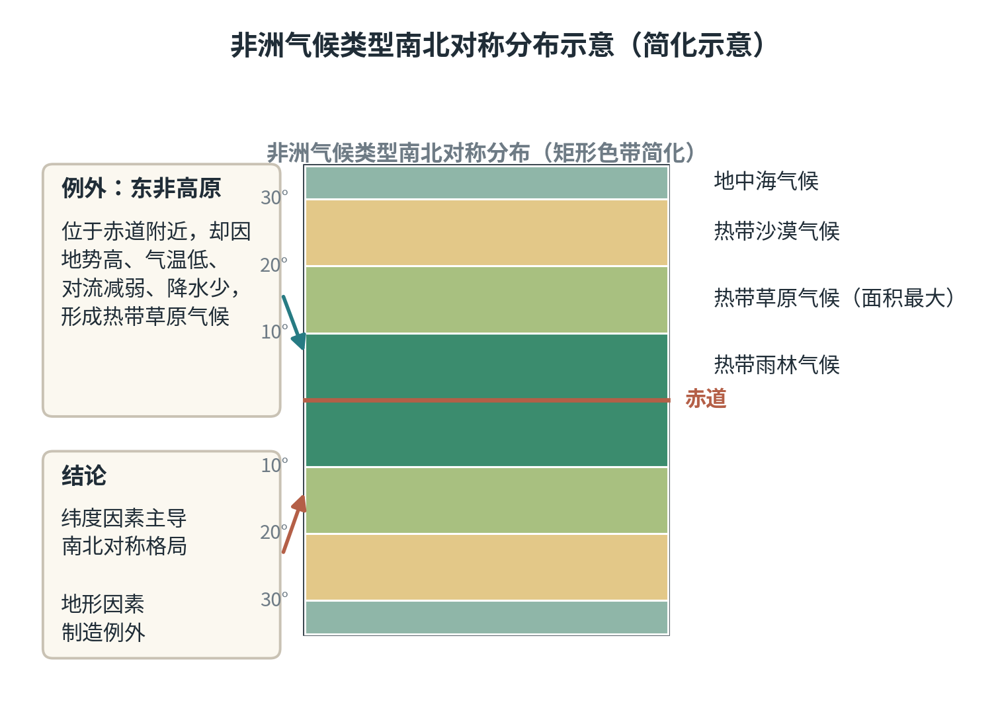 非洲气候类型南北对称分布示意（简化示意）
非洲气候类型南北对称分布（矩形色带简化）
例外：东非高原
位于赤道附近，却因
地势高、气温低、
对流减弱、降水少，
形成热带草原气候
30°
20°
10°
10°
20°
30°
地中海气候
热带沙漠气候
热带草原气候（面积最大）
热带雨林气候
赤道
结论
纬度因素主导
南北对称格局
地形因素
制造例外